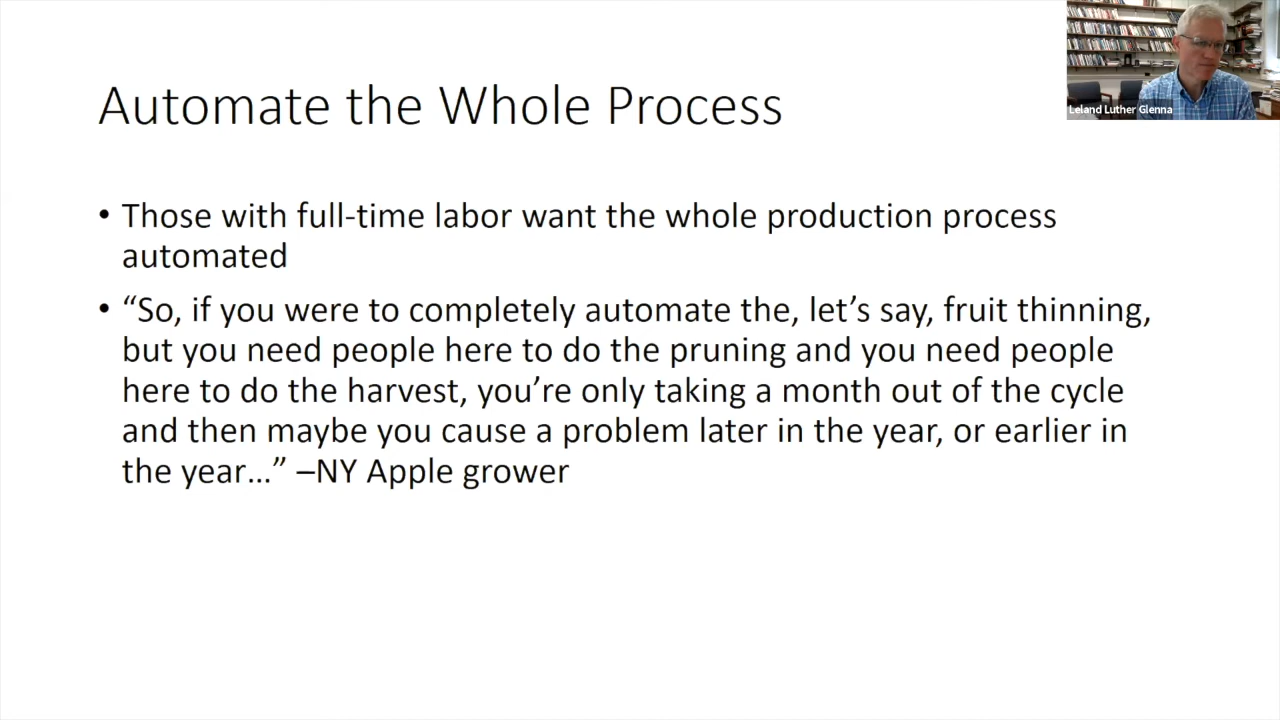 Leland Luther Glenna
Automate the Whole Process
• Those with full-time labor want the whole production process
automated
• “So, if you were to completely automate the, let’s say, fruit thinning,
but you need people here to do the pruning and you need people
here to do the harvest, you’re only taking a month out of the cycle
and then maybe you cause a problem later in the year, or earlier in
the year…” –NY Apple grower